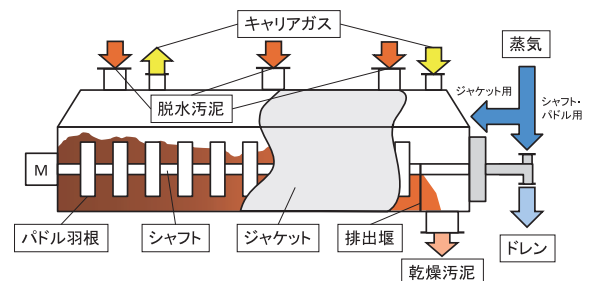 キャリアガス
蒸気
脱水汚泥
ジャケット用
シャフト・
パドル用
M
パドル羽根
シャフト
ジャケット
排出堰
ドレン
乾燥汚泥